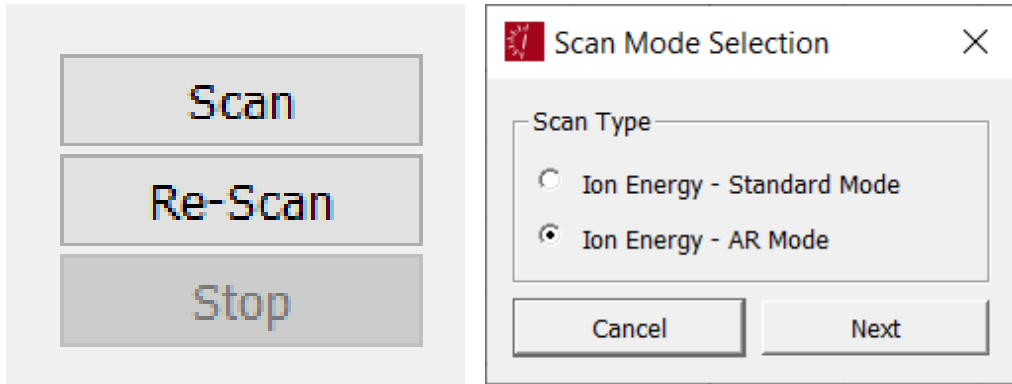 Scan
Re-Scan
Stop
Scan Mode Selection
Scan Type
Ion Energy - Standard Mode
Ion Energy - AR Mode
Cancel
Next